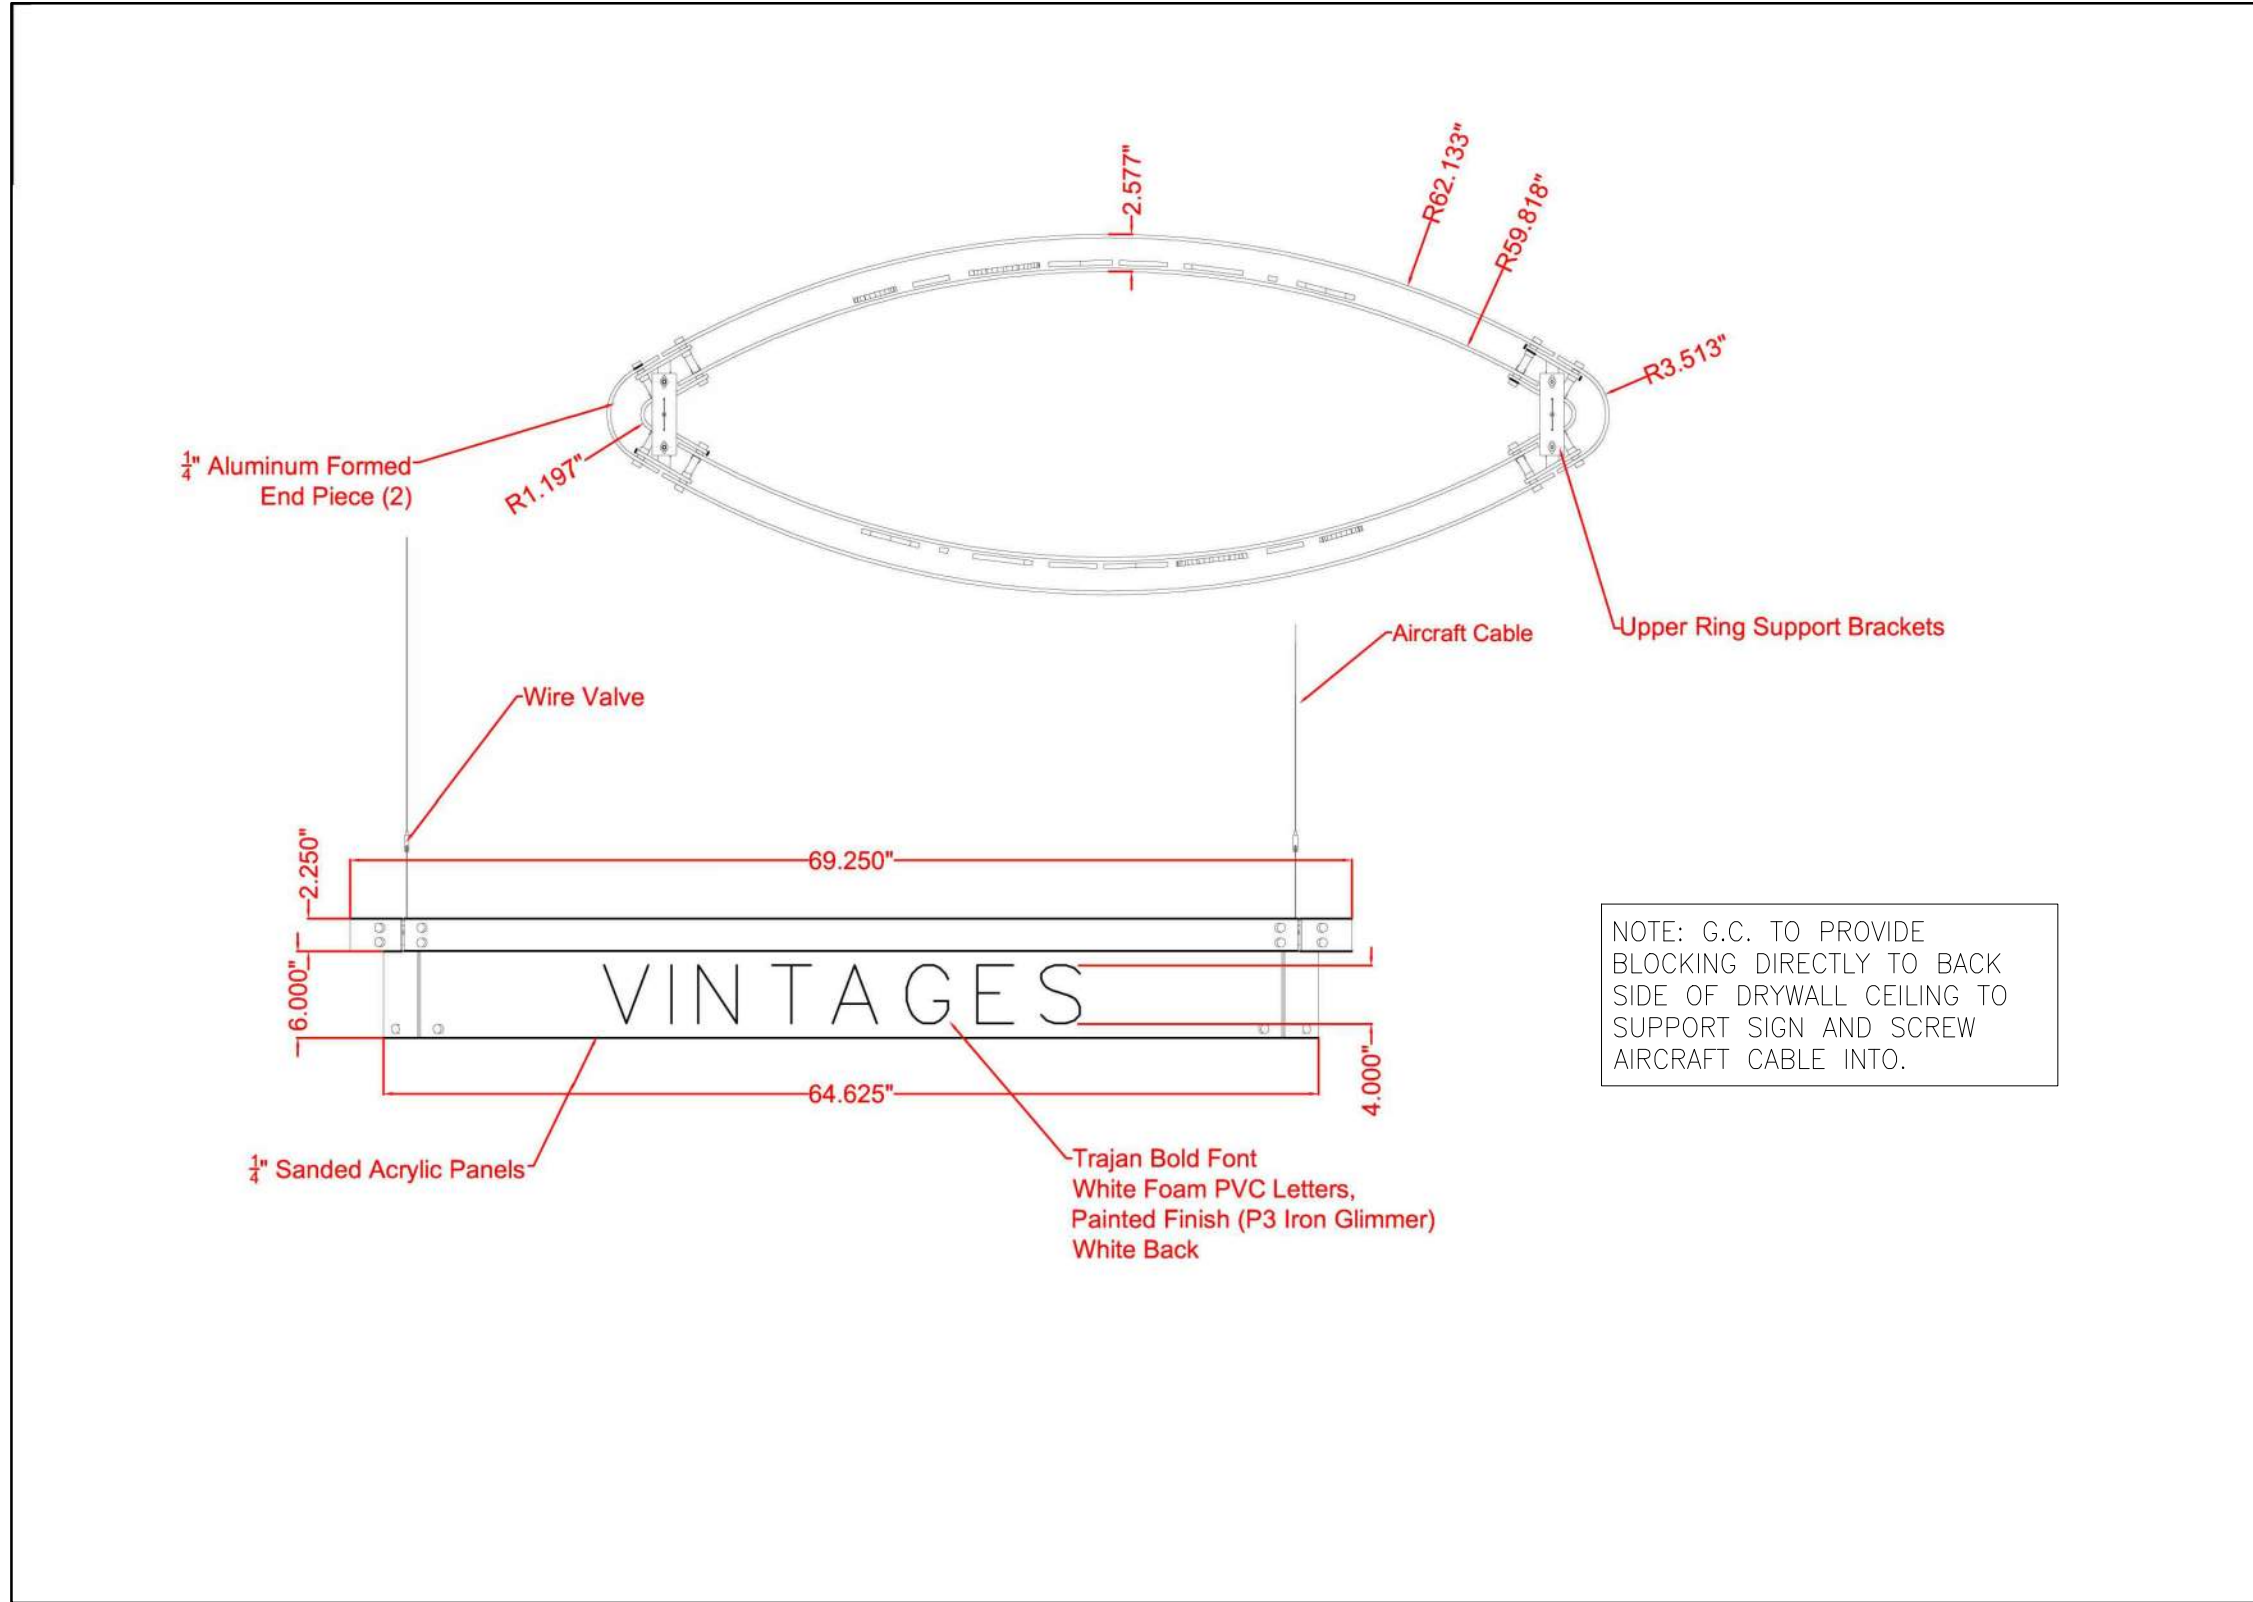 2.577"
R62.133"
R59.818"
R3.513"
¼" Aluminum Formed
End Piece (2)
R1.197"
Upper Ring Support Brackets
Aircraft Cable
Wire Valve
2.250"
69.250"
6.000"
VINTAGES
4.000"
64.625"
¼" Sanded Acrylic Panels
Trajan Bold Font
White Foam PVC Letters,
Painted Finish (P3 Iron Glimmer)
White Back
NOTE: G.C. TO PROVIDE
BLOCKING DIRECTLY TO BACK
SIDE OF DRYWALL CEILING TO
SUPPORT SIGN AND SCREW
AIRCRAFT CABLE INTO.